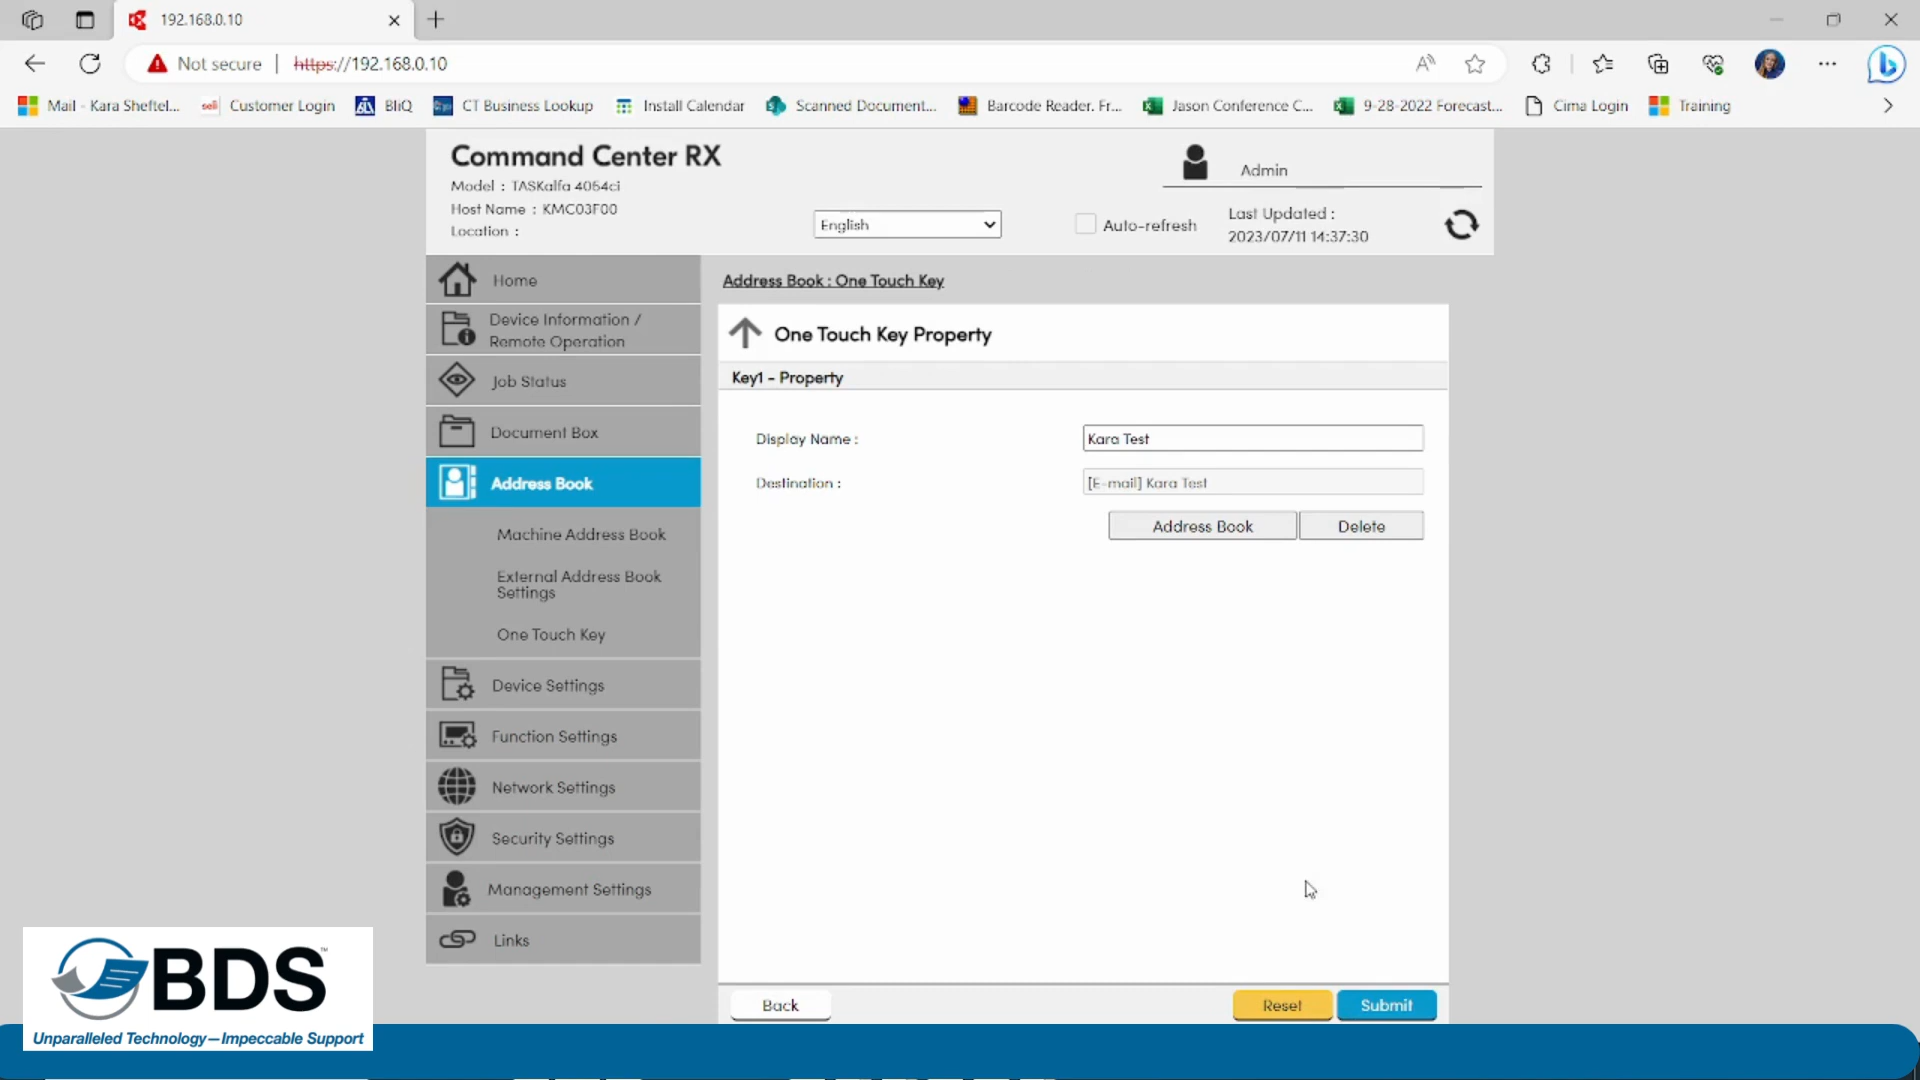 192.168.0.10
Not secure
https://192.168.0.10
Mail - Kara Sheftel...
sell
Customer Login
BliQ
CT Business Lookup
Install Calendar
Scanned Document...
Barcode Reader. Fr...
Jason Conference C...
9-28-2022 Forecast...
Cima Login
Training
Command Center RX
Model : TASKalfa 4054ci
Host Name : KMC03F00
Location :
English
Admin
Auto-refresh
Last Updated :
2023/07/11 14:37:30
Home
Device Information /
Remote Operation
Job Status
Document Box
Address Book
Machine Address Book
External Address Book
Settings
One Touch Key
Device Settings
Function Settings
Network Settings
Security Settings
Management Settings
Links
Address Book : One Touch Key
One Touch Key Property
Key1 - Property
Display Name :
Kara Test
Destination :
[E-mail] Kara Test
Address Book
Delete
Back
Reset
Submit
BDS™
Unparalleled Technology—Impeccable Support